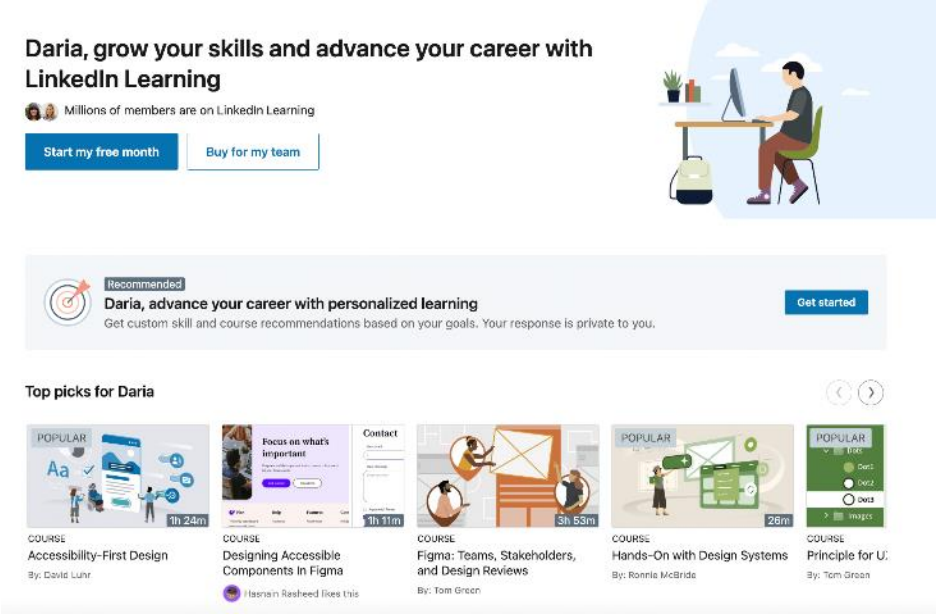 Daria, grow your skills and advance your career with
LinkedIn Learning
Millions of members are on LinkedIn Learning
Start my free month
Buy for my team
Recommended
Daria, advance your career with personalized learning
Get custom skill and course recommendations based on your goals. Your response is private to you.
Get started
Top picks for Daria
POPULAR
Aa
1h 24m
COURSE
Accessibility-First Design
By: David Luhr
Focus on what's
important
Contact
1h 11m
COURSE
Designing Accessible
Components In Figma
Hasnain Rasheed likes this
3h 53m
COURSE
Figma: Teams, Stakeholders,
and Design Reviews
By: Tom Green
POPULAR
26m
COURSE
Hands-On with Design Systems
By: Ronnie McBride
POPULAR
Dots
Dot1
Dot2
Dot3
Images
COURSE
Principle for UX
By: Tom Green